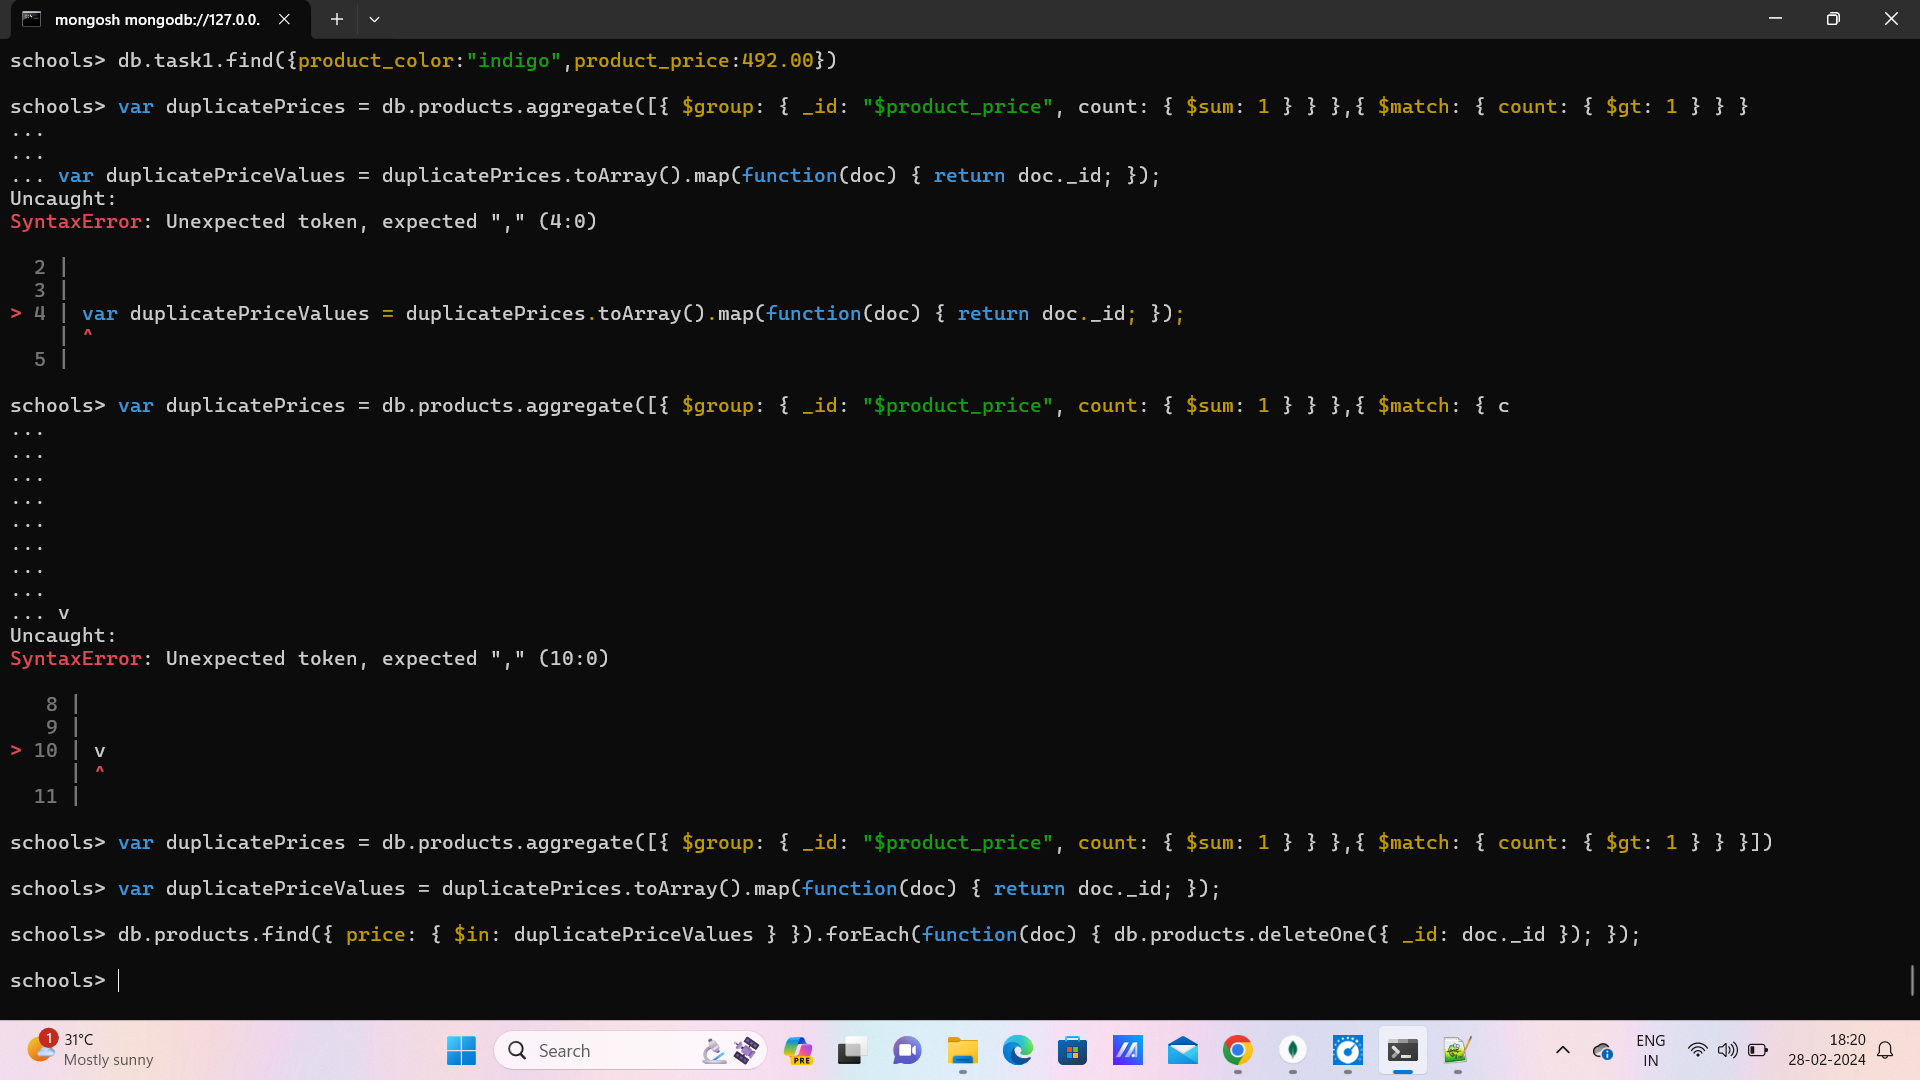 mongosh mongodb://127.0.0.
schools> db.task1.find({product_color:"indigo",product_price:492.00})
schools> var duplicatePrices = db.products.aggregate([{ $group: { _id: "$product_price", count: { $sum: 1 } } },{ $match: { count: { $gt: 1 } } }
...
...
... var duplicatePriceValues = duplicatePrices.toArray().map(function(doc) { return doc._id; });
Uncaught:
SyntaxError: Unexpected token, expected "," (4:0)
2 |
3 |
> 4 | var duplicatePriceValues = duplicatePrices.toArray().map(function(doc) { return doc._id; });
| ^
5 |
schools> var duplicatePrices = db.products.aggregate([{ $group: { _id: "$product_price", count: { $sum: 1 } } },{ $match: { c
...
...
...
...
...
...
...
...
... v
Uncaught:
SyntaxError: Unexpected token, expected "," (10:0)
8 |
9 |
> 10 | v
| ^
11 |
schools> var duplicatePrices = db.products.aggregate([{ $group: { _id: "$product_price", count: { $sum: 1 } } },{ $match: { count: { $gt: 1 } } }])
schools> var duplicatePriceValues = duplicatePrices.toArray().map(function(doc) { return doc._id; });
schools> db.products.find({ price: { $in: duplicatePriceValues } }).forEach(function(doc) { db.products.deleteOne({ _id: doc._id }); });
schools>
1
31°C
Mostly sunny
Search
PRE
ENG
IN
18:20
28-02-2024